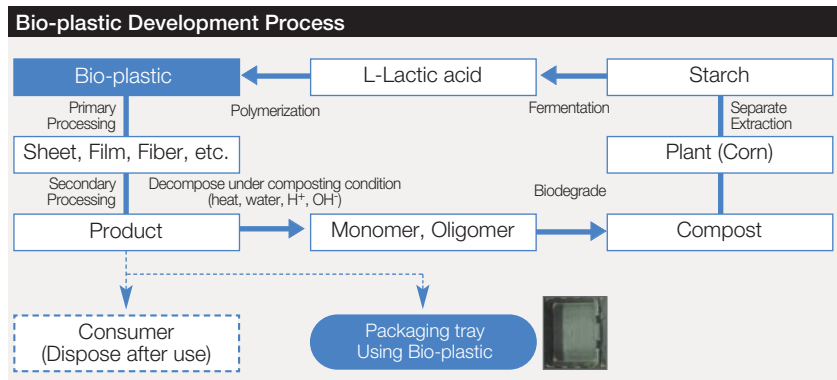 Bio-plastic Development Process
Bio-plastic
L-Lactic acid
Starch
Polymerization
Fermentation
Primary
Processing
Separate
Extraction
Sheet, Film, Fiber, etc.
Plant (Corn)
Secondary
Processing
Decompose under composting condition
(heat, water, H⁺, OH⁻)
Biodegrade
Product
Monomer, Oligomer
Compost
Consumer
(Dispose after use)
Packaging tray
Using Bio-plastic